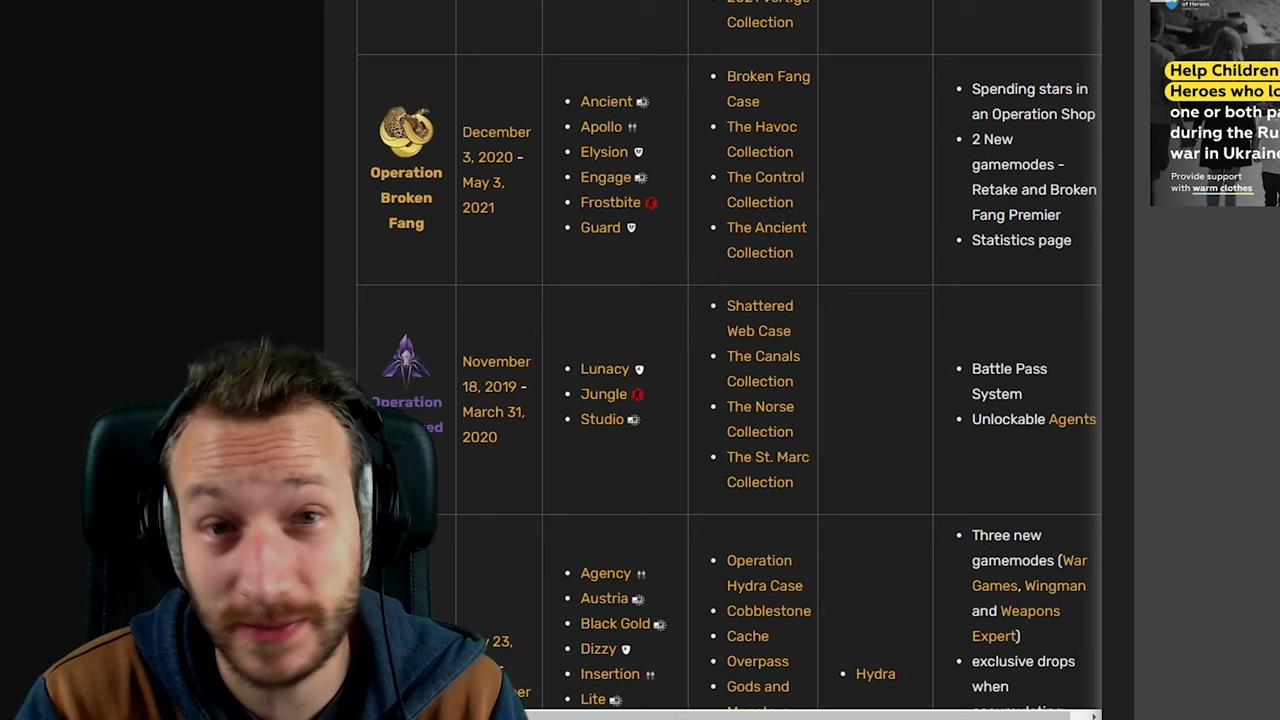 Collection
Operation
Broken
Fang
December
3, 2020 -
May 3,
2021
Ancient
Apollo
Elysion
Engage
Frostbite
Guard
Broken Fang
Case
The Havoc
Collection
The Control
Collection
The Ancient
Collection
Spending stars in
an Operation Shop
2 New
gamemodes -
Retake and Broken
Fang Premier
Statistics page
Operation
ed
November
18, 2019 -
March 31,
2020
Lunacy
Jungle
Studio
Shattered
Web Case
The Canals
Collection
The Norse
Collection
The St. Marc
Collection
Battle Pass
System
Unlockable Agents
y 23,
-
ber
Agency
Austria
Black Gold
Dizzy
Insertion
Lite
Operation
Hydra Case
Cobblestone
Cache
Overpass
Gods and
Hydra
Three new
gamemodes (War
Games, Wingman
and Weapons
Expert)
exclusive drops
when
of Heroes
Help Children
Heroes who lo
one or both pa
during the Ru
war in Ukraine
Provide support
with warm clothes